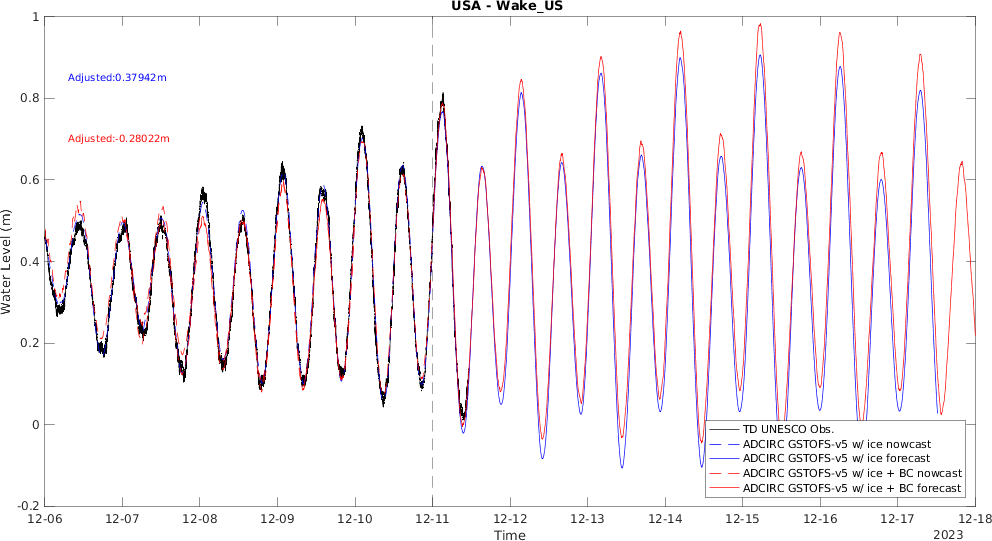 USA - Wake_US
1
0.8
0.6
0.4
0.2
0
-0.2
Water Level (m)
Adjusted:0.37942m
Adjusted:-0.28022m
TD UNESCO Obs.
ADCIRC GSTOFS-v5 w/ ice nowcast
ADCIRC GSTOFS-v5 w/ ice forecast
ADCIRC GSTOFS-v5 w/ ice + BC nowcast
ADCIRC GSTOFS-v5 w/ ice + BC forecast
12-06 12-07 12-08 12-09 12-10 12-11 12-12 12-13 12-14 12-15 12-16 12-17 12-18
Time
2023